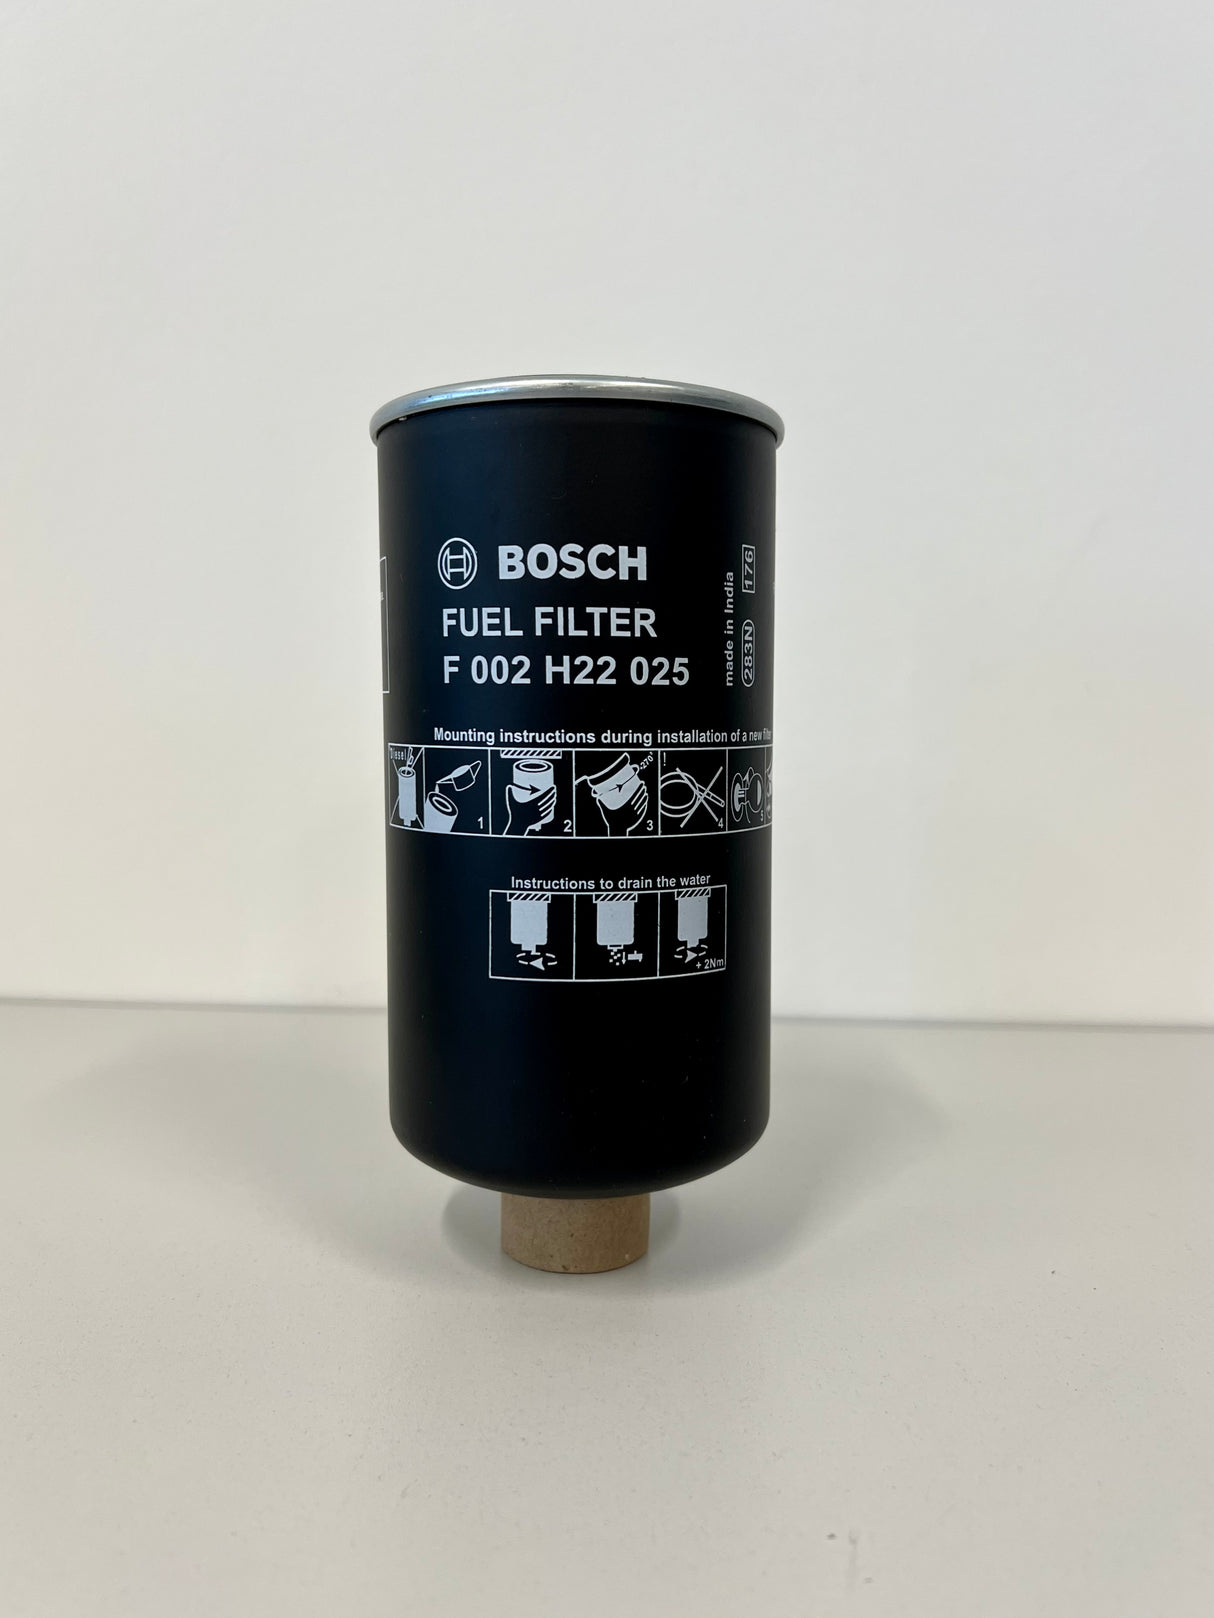 BOSCH
FUEL FILTER
F 002 H22 025
made in India
283N 176
Mounting instructions during installation of a new filter
Diesel
1
2
270°
3
!
4
5
Instructions to drain the water
+ 2Nm